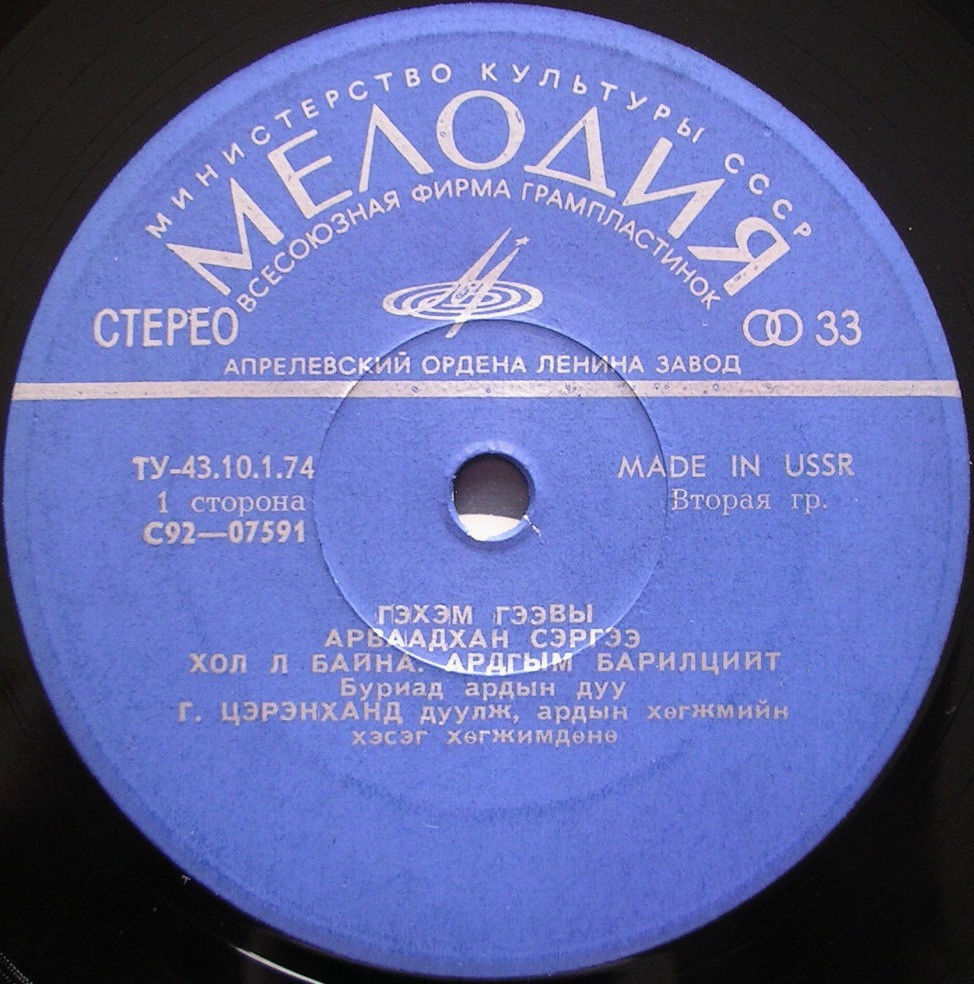 МИНИСТЕРСТВО КУЛЬТУРЫ СССР
МЕЛОДИЯ
ВСЕСОЮЗНАЯ ФИРМА ГРАМПЛАСТИНОК
СТЕРЕО
33
АПРЕЛЕВСКИЙ ОРДЕНА ЛЕНИНА ЗАВОД
ТУ-43.10.1.74
MADE IN USSR
1 сторона
Вторая гр.
С92—07591
ГЭХЭМ ГЭЭВЫ
АРВААДХАН СЭРГЭЭ
ХОЛ Л БАЙНА. АРДГЫМ БАРИЛЦИЙТ
Буриад ардын дуу
Г. ЦЭРЭНХАНД дуулж, ардын хөгжмийн
хэсэг хөгжимдөнө